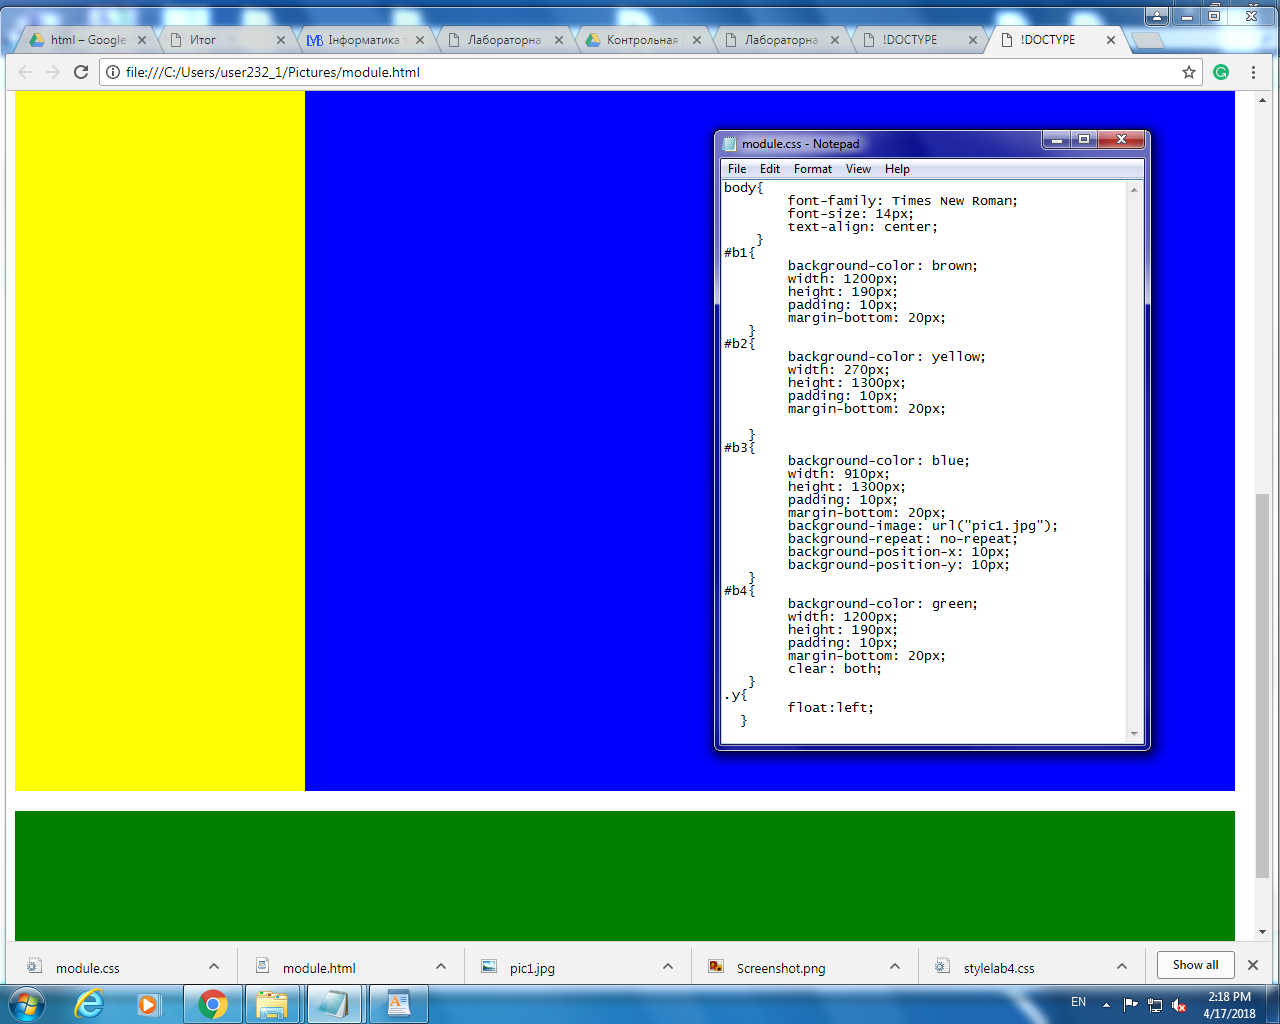 html – Google
Итог
Інформатика т
Лабораторна
Контрольная р
Лабораторна
!DOCTYPE
!DOCTYPE
file:///C:/Users/user232_1/Pictures/module.html
module.css - Notepad
File Edit Format View Help
body{
font-family: Times New Roman;
font-size: 14px;
text-align: center;
}
#b1{
background-color: brown;
width: 1200px;
height: 190px;
padding: 10px;
margin-bottom: 20px;
}
#b2{
background-color: yellow;
width: 270px;
height: 1300px;
padding: 10px;
margin-bottom: 20px;
}
#b3{
background-color: blue;
width: 910px;
height: 1300px;
padding: 10px;
margin-bottom: 20px;
background-image: url("pic1.jpg");
background-repeat: no-repeat;
background-position-x: 10px;
background-position-y: 10px;
}
#b4{
background-color: green;
width: 1200px;
height: 190px;
padding: 10px;
margin-bottom: 20px;
clear: both;
}
.y{
float:left;
}
module.css
module.html
pic1.jpg
Screenshot.png
stylelab4.css
Show all
EN
2:18 PM
4/17/2018